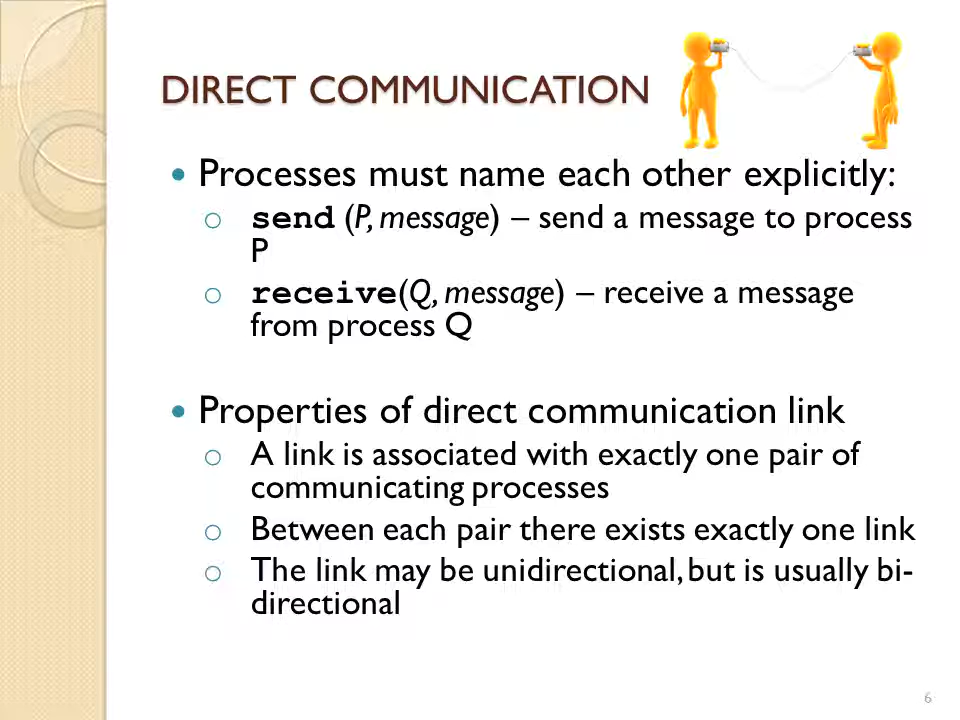 DIRECT COMMUNICATION
• Processes must name each other explicitly:
o send (P, message) – send a message to process
P
o receive(Q, message) – receive a message
from process Q
• Properties of direct communication link
o A link is associated with exactly one pair of
communicating processes
o Between each pair there exists exactly one link
o The link may be unidirectional, but is usually bi-
directional
6